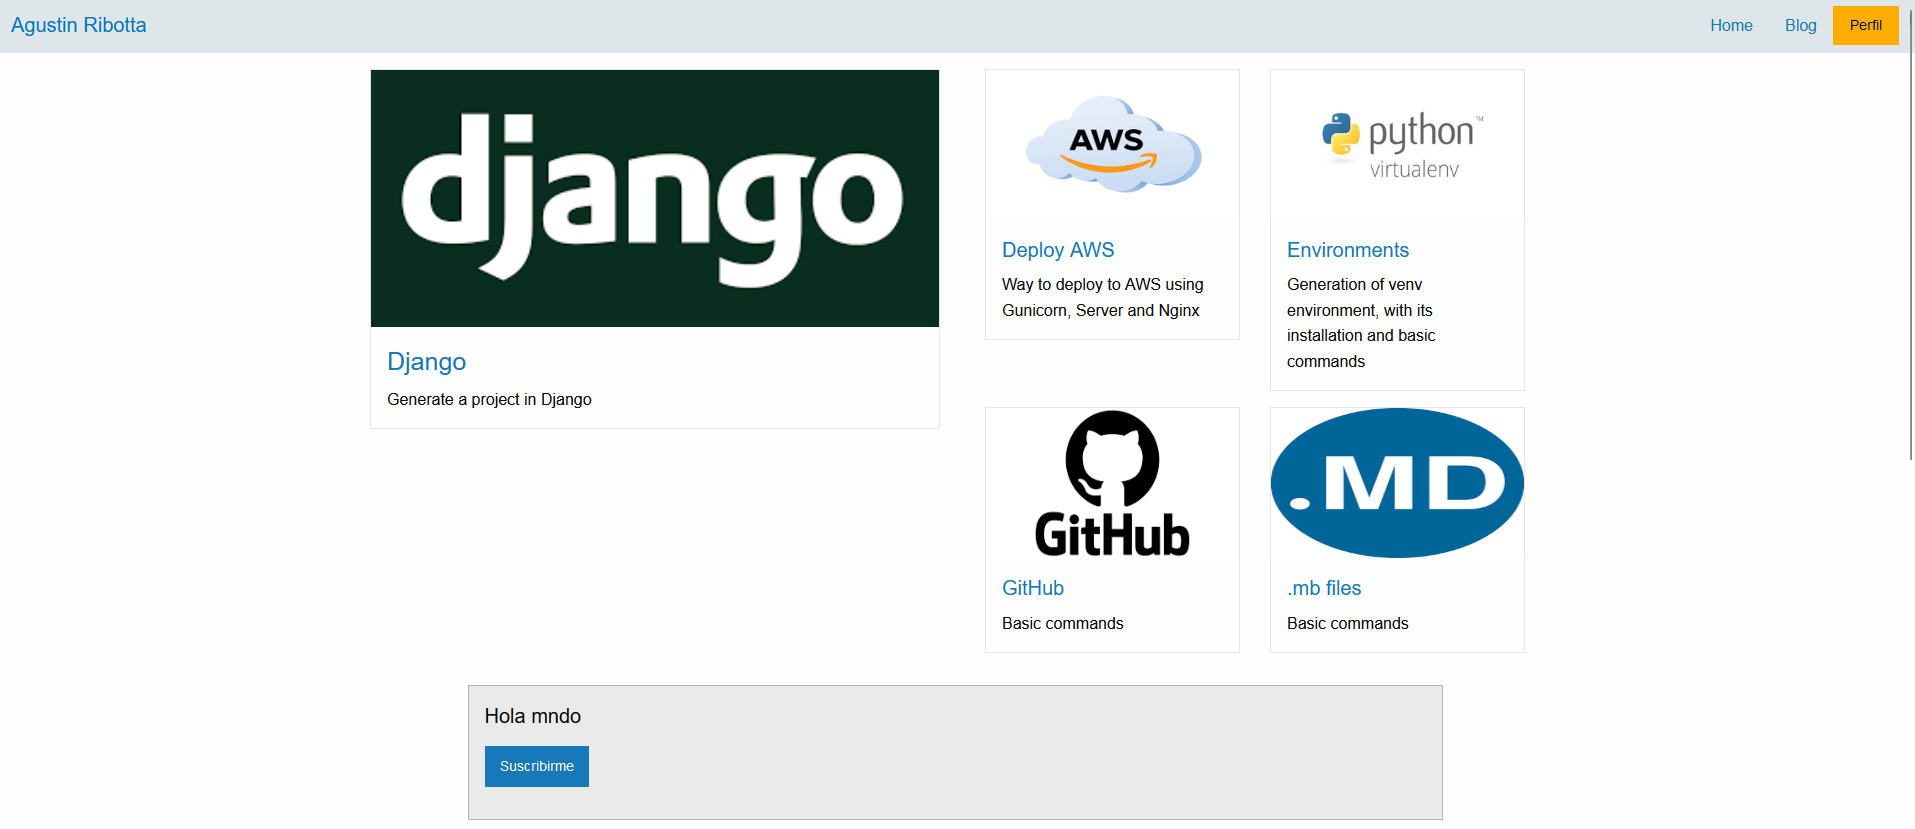 Agustin Ribotta
Home
Blog
Perfil
django
Django
Generate a project in Django
AWS
Deploy AWS
Way to deploy to AWS using
Gunicorn, Server and Nginx
python™
virtualenv
Environments
Generation of venv
environment, with its
installation and basic
commands
GitHub
GitHub
Basic commands
.MD
.mb files
Basic commands
Hola mndo
Suscribirme